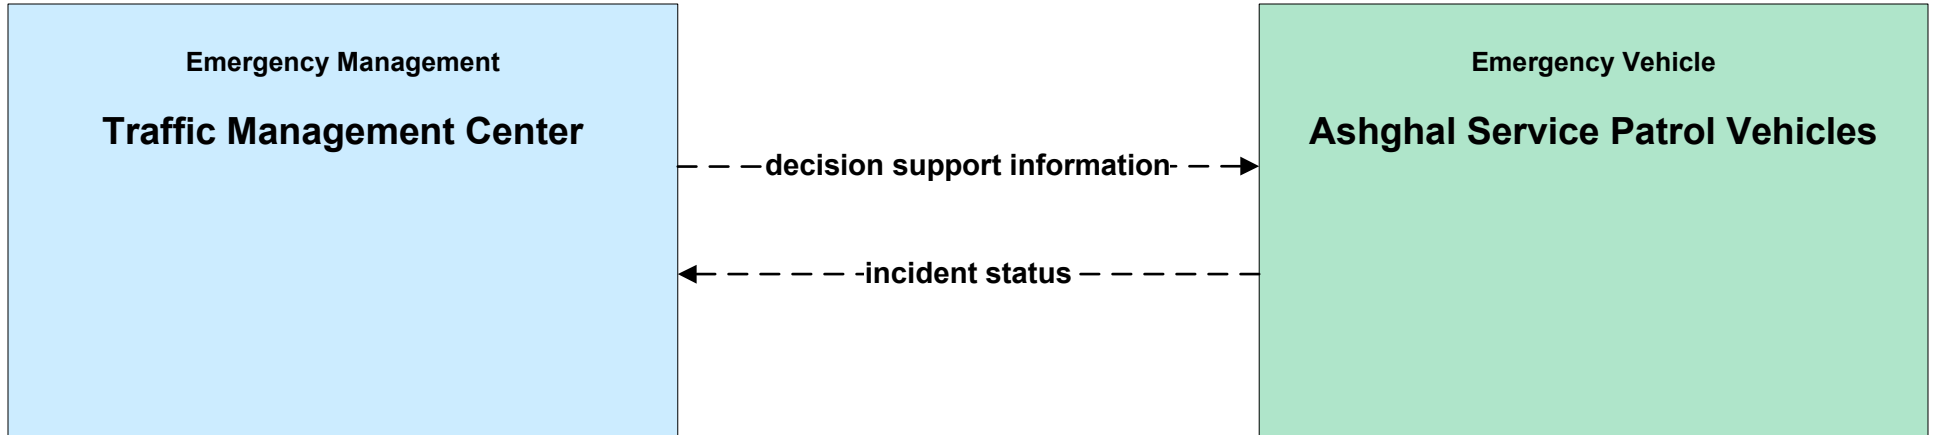 Emergency Management
Traffic Management Center
Emergency Vehicle
Ashghal Service Patrol Vehicles
decision support information
incident status